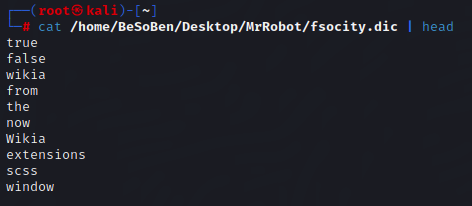 ┌──(root㉿kali)-[~]
└─# cat /home/BeSoBen/Desktop/MrRobot/fsocity.dic | head
true
false
wikia
from
the
now
Wikia
extensions
scss
window